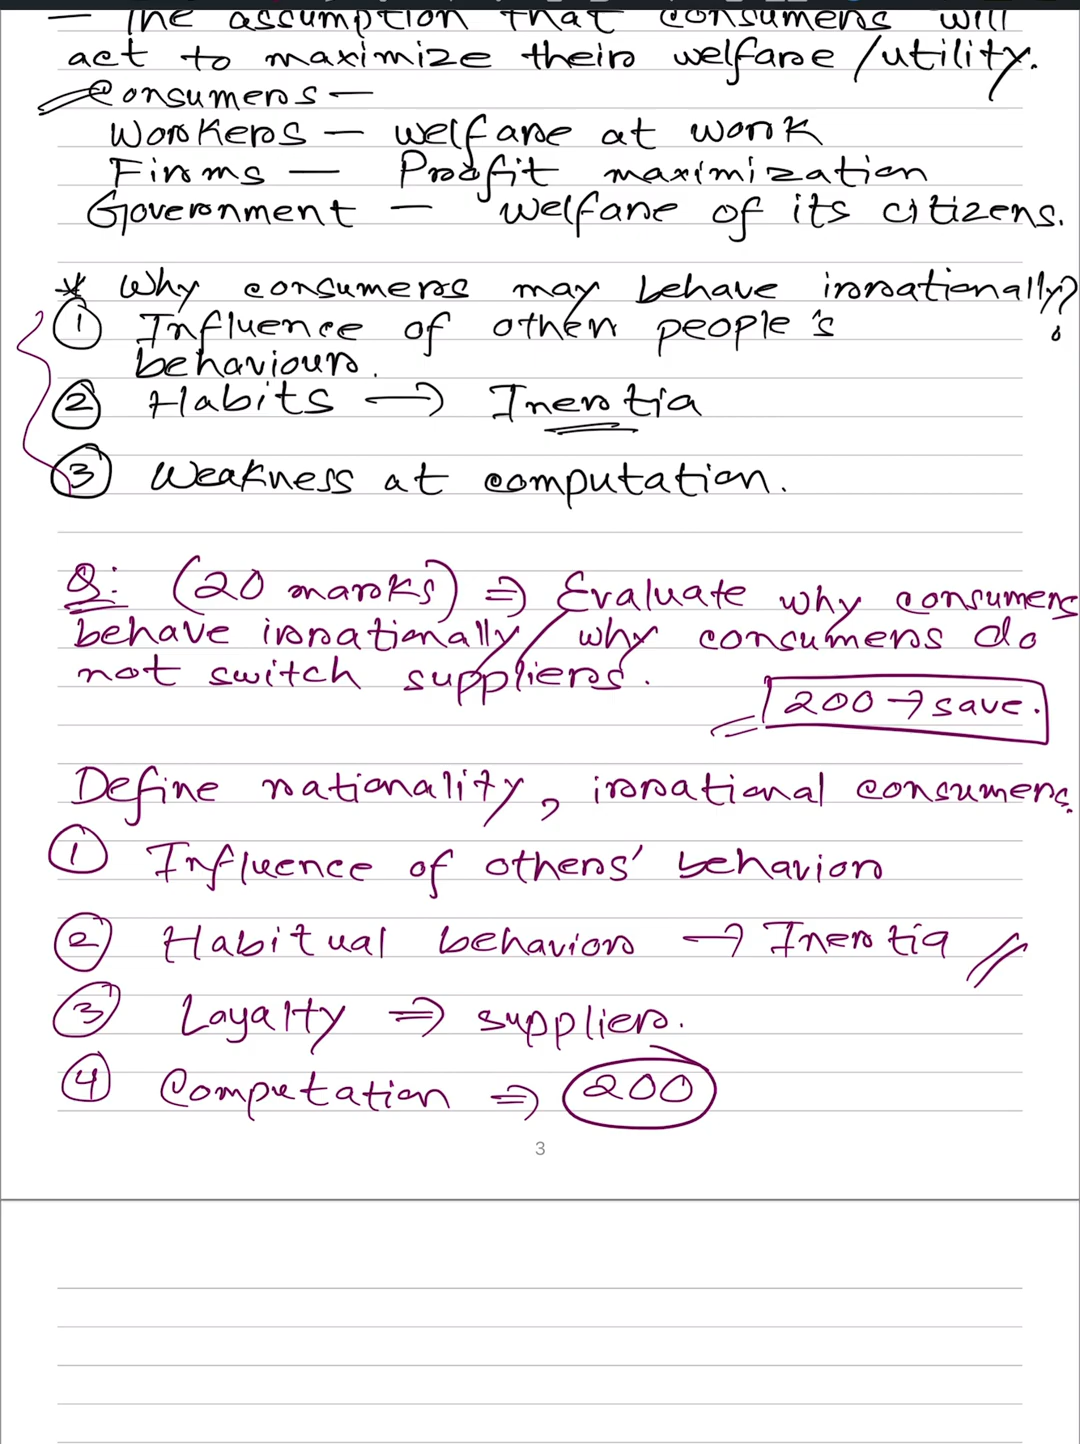 — The assumption that consumers will
act to maximize their welfare/utility.
Consumers —
Workers — welfare at work
Firms — Profit maximization
Government — welfare of its citizens.
* Why consumers may behave irrationally?
① Influence of other people's
behaviour.
② Habits → Inertia
③ Weakness at computation.
Q: (20 marks) ⇒ Evaluate why consumers
behave irrationally/why consumers do
not switch suppliers.
200 → save.
Define rationality, irrational consumers.
① Influence of others' behavior
② Habitual behavior → Inertia
③ Loyalty ⇒ supplier.
④ Computation ⇒ 200
3